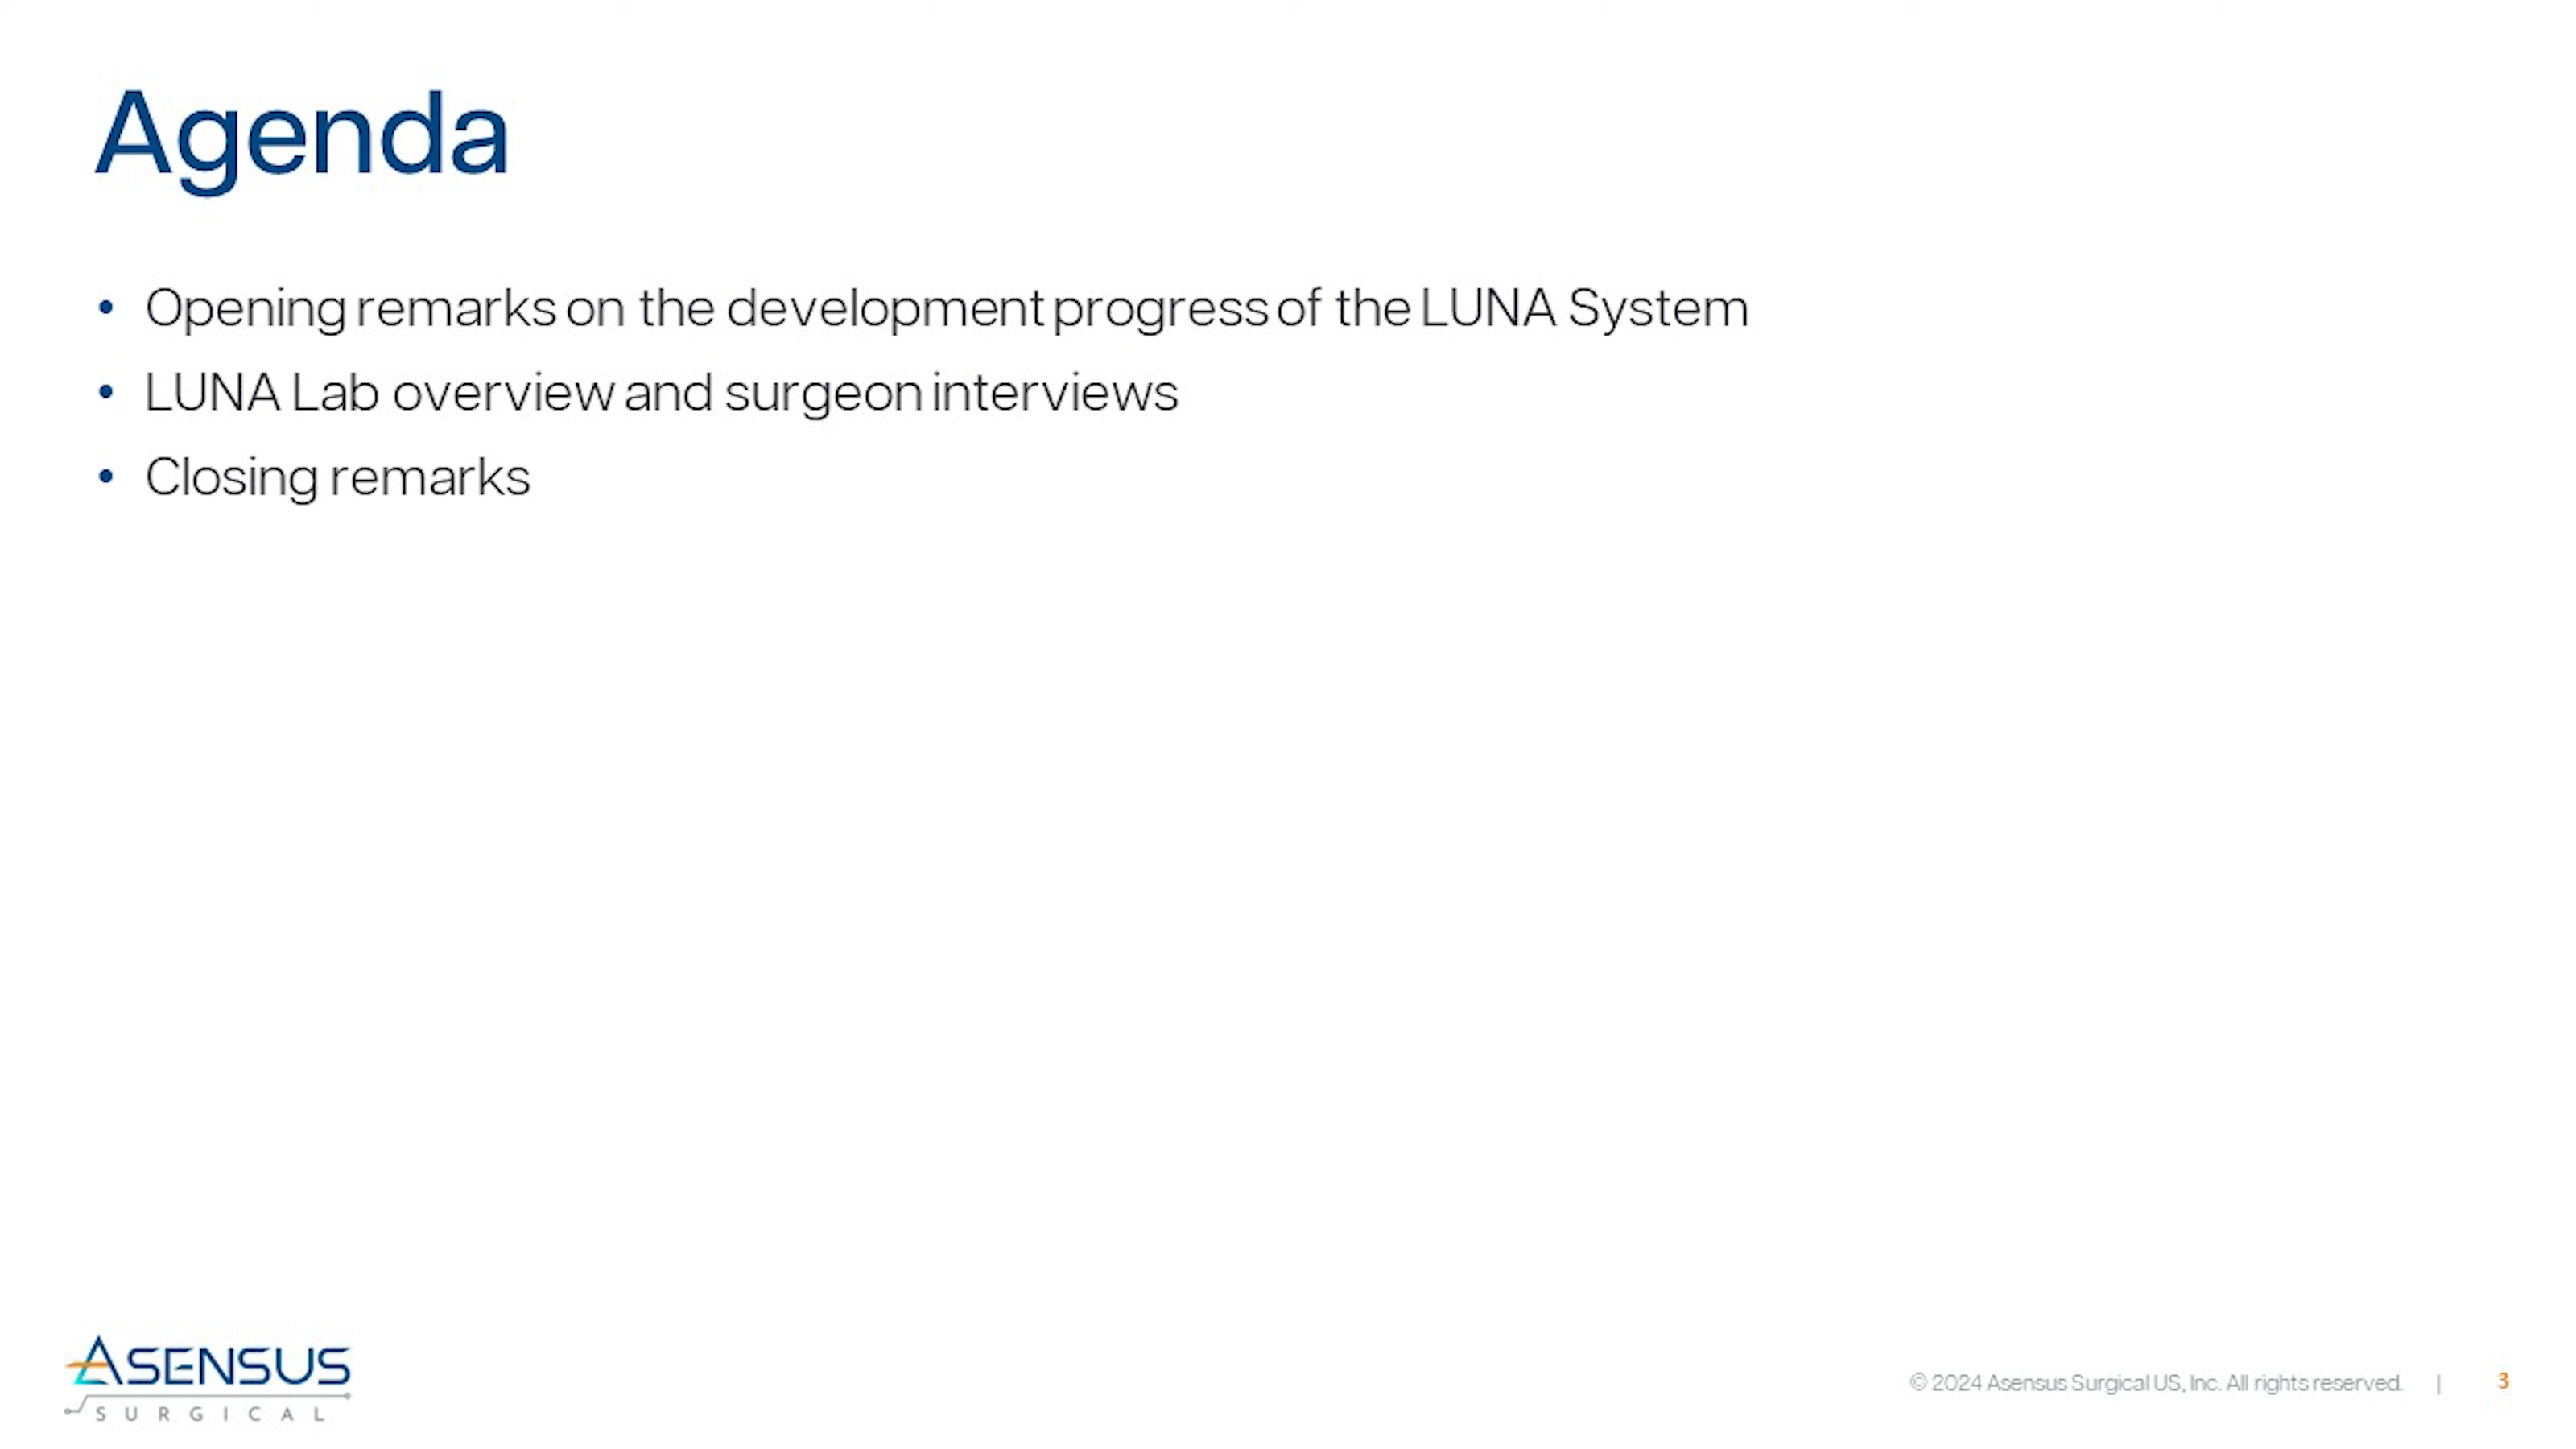 Agenda
• Opening remarks on the development progress of the LUNA System
• LUNA Lab overview and surgeon interviews
• Closing remarks
ASENSUS
SURGICAL
© 2024 Asensus Surgical US, Inc. All rights reserved. | 3